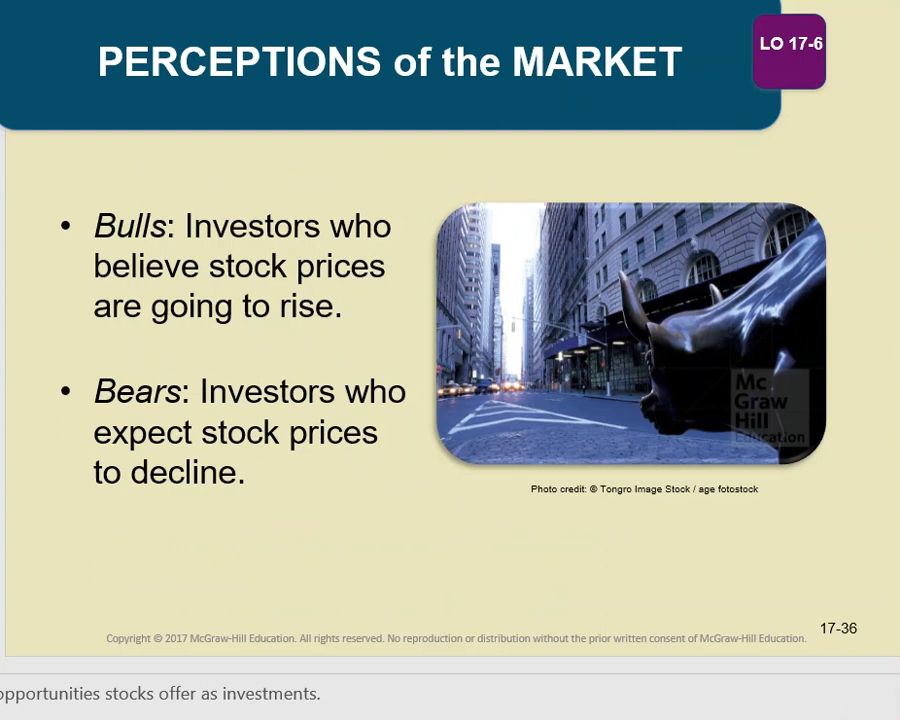 PERCEPTIONS of the MARKET
LO 17-6
• Bulls: Investors who
believe stock prices
are going to rise.
• Bears: Investors who
expect stock prices
to decline.
Mc
Graw
Hill
Education
Photo credit: © Tongro Image Stock / age fotostock
17-36
Copyright © 2017 McGraw-Hill Education. All rights reserved. No reproduction or distribution without the prior written consent of McGraw-Hill Education.
opportunities stocks offer as investments.